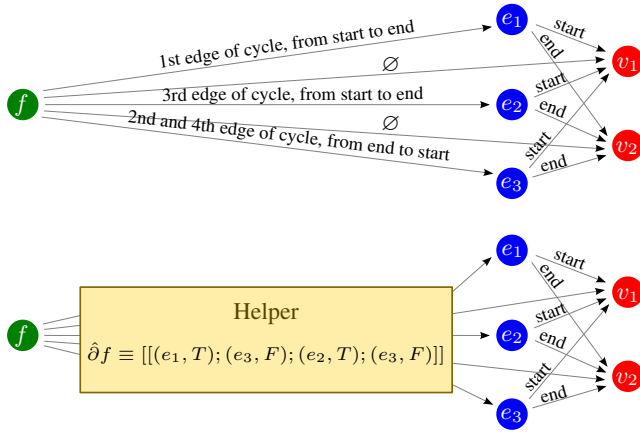 e₁
start
1st edge of cycle, from start to end
end
∅
v₁
start
3rd edge of cycle, from start to end
f
e₂
end
∅
2nd and 4th edge of cycle, from end to start
start
v₂
end
e₃
e₁
start
end
Helper
v₁
start
f
∂̂f ≡ [[(e₁, T); (e₃, F); (e₂, T); (e₃, F)]]
e₂
end
start
v₂
end
e₃